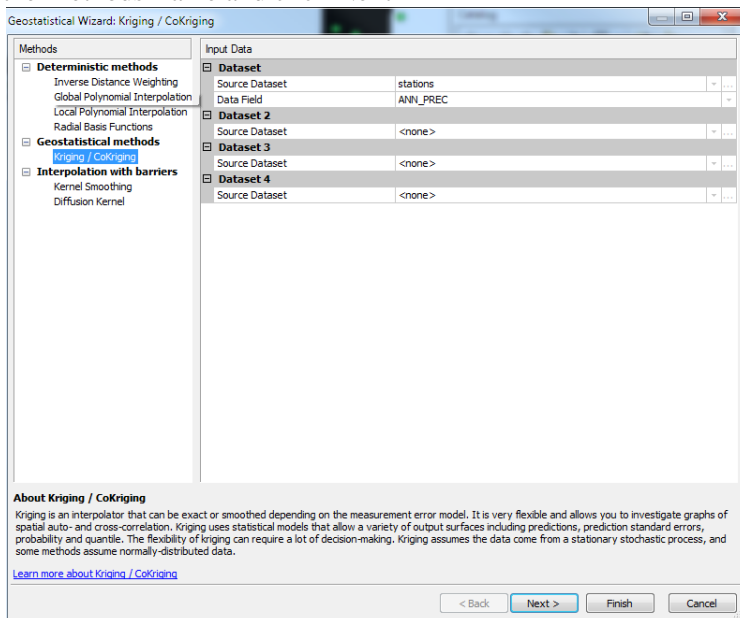 Geostatistical Wizard: Kriging / CoKriging
Methods
Deterministic methods
Inverse Distance Weighting
Global Polynomial Interpolation
Local Polynomial Interpolation
Radial Basis Functions
Geostatistical methods
Kriging / CoKriging
Interpolation with barriers
Kernel Smoothing
Diffusion Kernel
Input Data
Dataset
Source Dataset stations
Data Field ANN_PREC
Dataset 2
Source Dataset <none>
Dataset 3
Source Dataset <none>
Dataset 4
Source Dataset <none>
About Kriging / CoKriging
Kriging is an interpolator that can be exact or smoothed depending on the measurement error model. It is very flexible and allows you to investigate graphs of
spatial auto- and cross-correlation. Kriging uses statistical models that allow a variety of output surfaces including predictions, prediction standard errors,
probability and quantile. The flexibility of kriging can require a lot of decision-making. Kriging assumes the data come from a stationary stochastic process, and
some methods assume normally-distributed data.
Learn more about Kriging / CoKriging
< Back Next > Finish Cancel